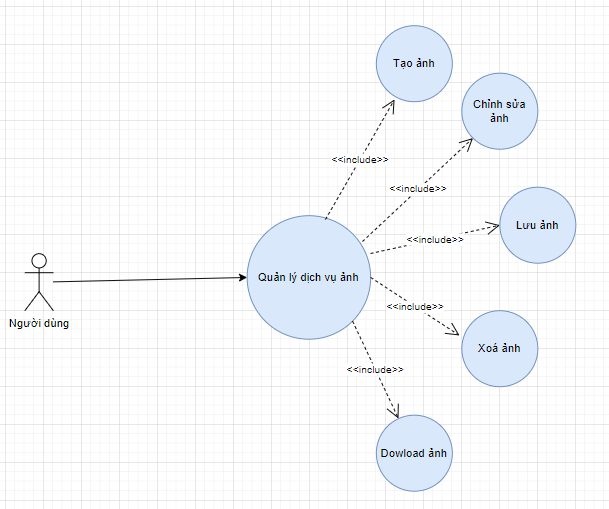 Tạo ảnh
Chỉnh sửa
ảnh
<<include>>
<<include>>
Lưu ảnh
<<include>>
Quản lý dịch vụ ảnh
<<include>>
Người dùng
Xoá ảnh
<<include>>
Dowload ảnh